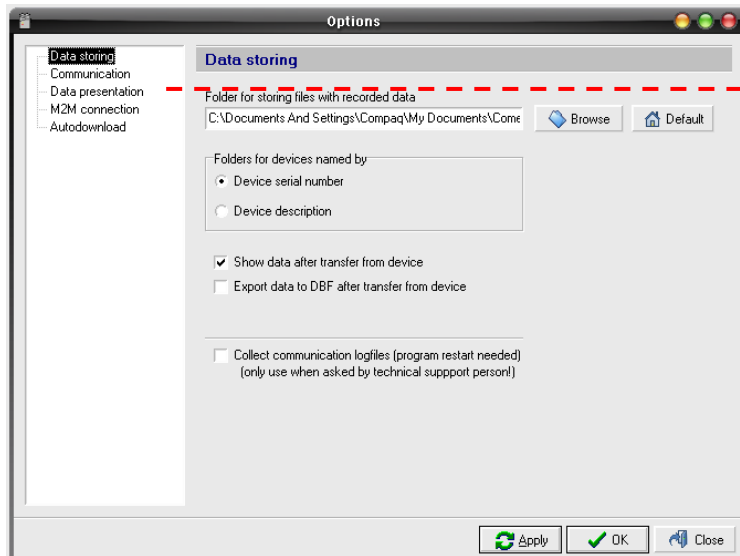 Options
Data storing
Communication
Data presentation
M2M connection
Autodownload
Data storing
Folder for storing files with recorded data
C:\Documents And Settings\Compaq\My Documents\Come
Browse
Default
Folders for devices named by
Device serial number
Device description
Show data after transfer from device
Export data to DBF after transfer from device
Collect communication logfiles (program restart needed)
(only use when asked by technical suppport person!)
Apply
OK
Close